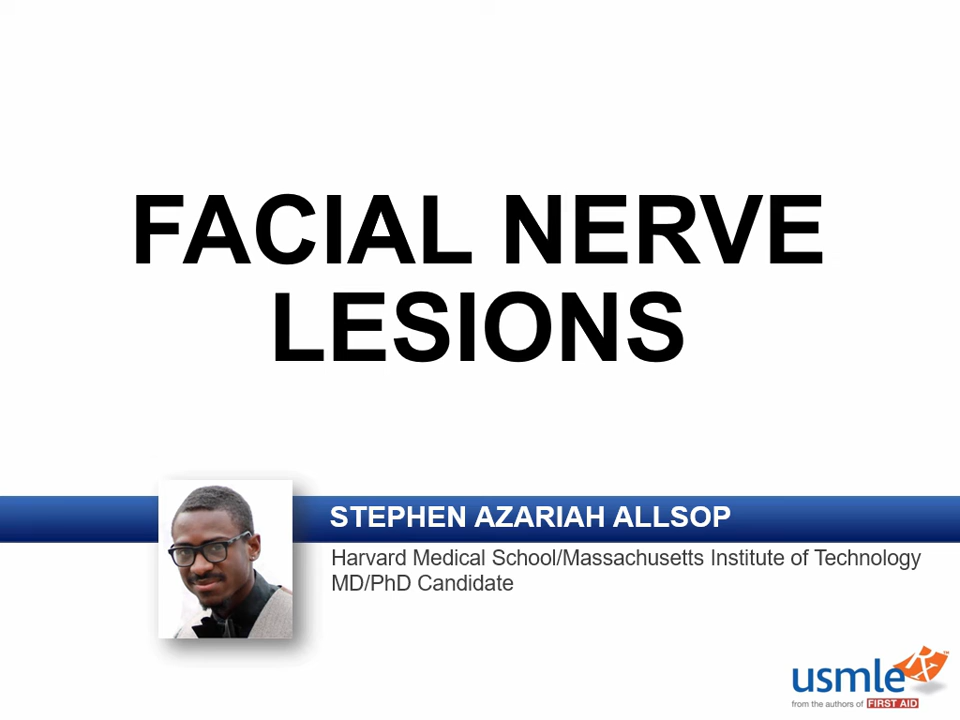 FACIAL NERVE
LESIONS
STEPHEN AZARIAH ALLSOP
Harvard Medical School/Massachusetts Institute of Technology
MD/PhD Candidate
usmle Rx™
from the authors of FIRST AID